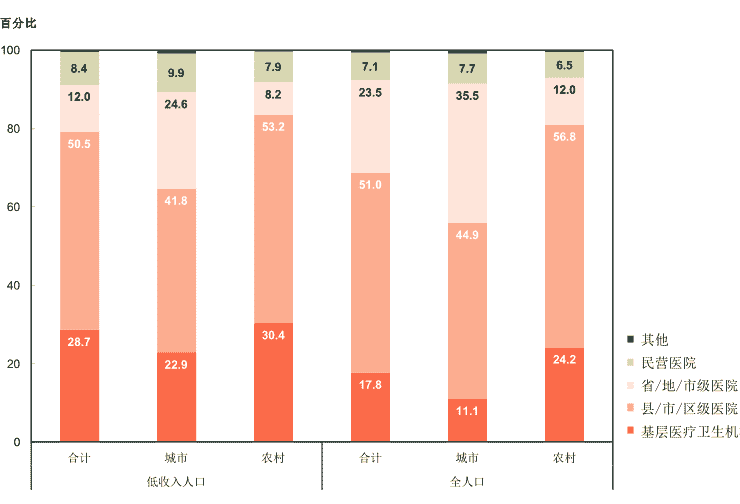 百分比
100
80
60
40
20
0
8.4 9.9 7.9 7.1 7.7 6.5
12.0 24.6 8.2 23.5 35.5 12.0
50.5 41.8 53.2 51.0 44.9 56.8
28.7 22.9 30.4 17.8 11.1 24.2
合计 城市 农村 合计 城市 农村
低收入人口 全人口
其他
民营医院
省/地/市级医院
县/市/区级医院
基层医疗卫生机